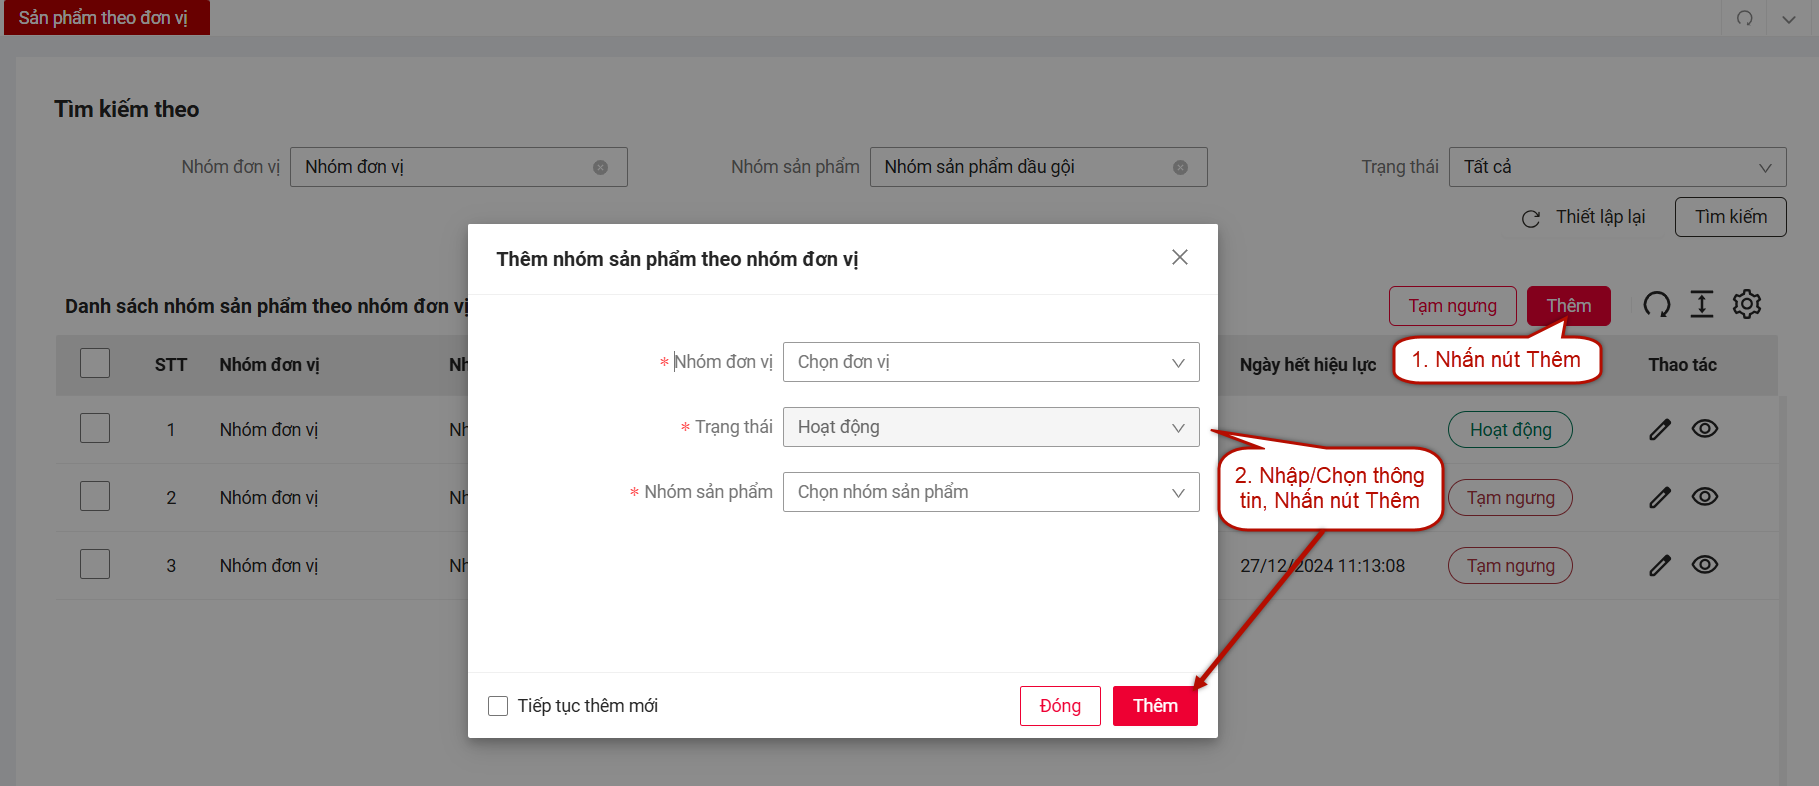 Sản phẩm theo đơn vị
Tìm kiếm theo
Nhóm đơn vị Nhóm đơn vị Nhóm sản phẩm Nhóm sản phẩm dầu gội Trạng thái Tất cả
Thiết lập lại Tìm kiếm
Thêm nhóm sản phẩm theo nhóm đơn vị
Danh sách nhóm sản phẩm theo nhóm đơn vị Tạm ngưng Thêm
1. Nhấn nút Thêm
STT Nhóm đơn vị Ngày hết hiệu lực Thao tác
* Nhóm đơn vị Chọn đơn vị
* Trạng thái Hoạt động
1 Nhóm đơn vị Hoạt động
2. Nhập/Chọn thông
tin, Nhấn nút Thêm
* Nhóm sản phẩm Chọn nhóm sản phẩm
2 Nhóm đơn vị Tạm ngưng
3 Nhóm đơn vị 27/12/2024 11:13:08 Tạm ngưng
Tiếp tục thêm mới Đóng Thêm